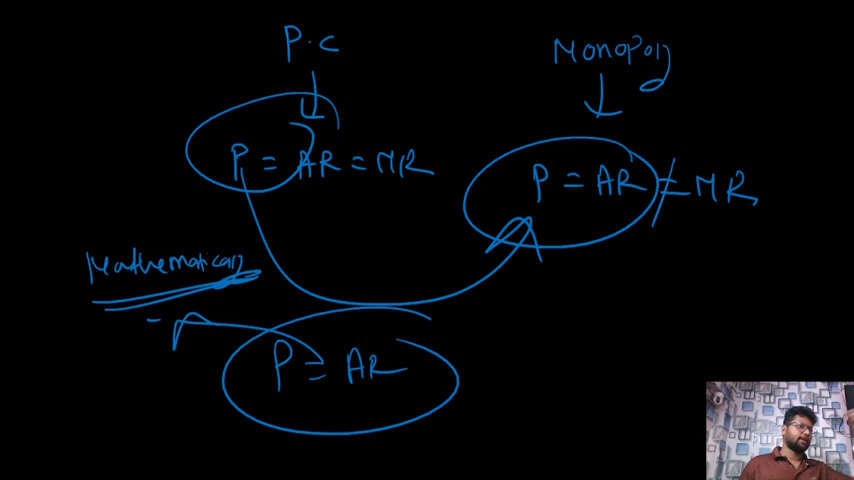 P.C
Monopoly
P = AR = MR
P = AR ≠ MR
Mathematically
P = AR